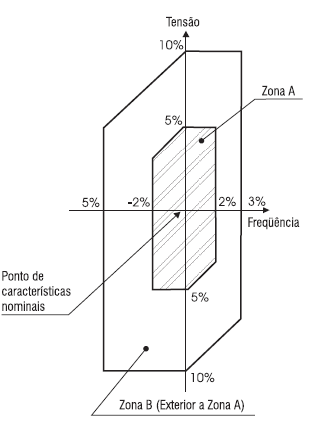 Tensão
10%
Zona A
5%
5%
-2%
2%
3%
Freqüência
Ponto de
características
nominais
5%
10%
Zona B (Exterior a Zona A)